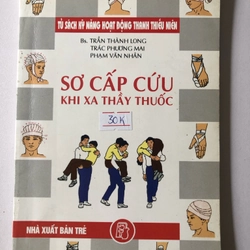 TỦ SÁCH KỸ NĂNG HOẠT ĐỘNG THANH THIẾU NIÊN
Bs. TRẦN THÀNH LONG
TRÁC PHƯƠNG MAI
PHẠM VĂN NHÂN
SƠ CẤP CỨU
KHI XA THẦY THUỐC
30K
NHÀ XUẤT BẢN TRẺ